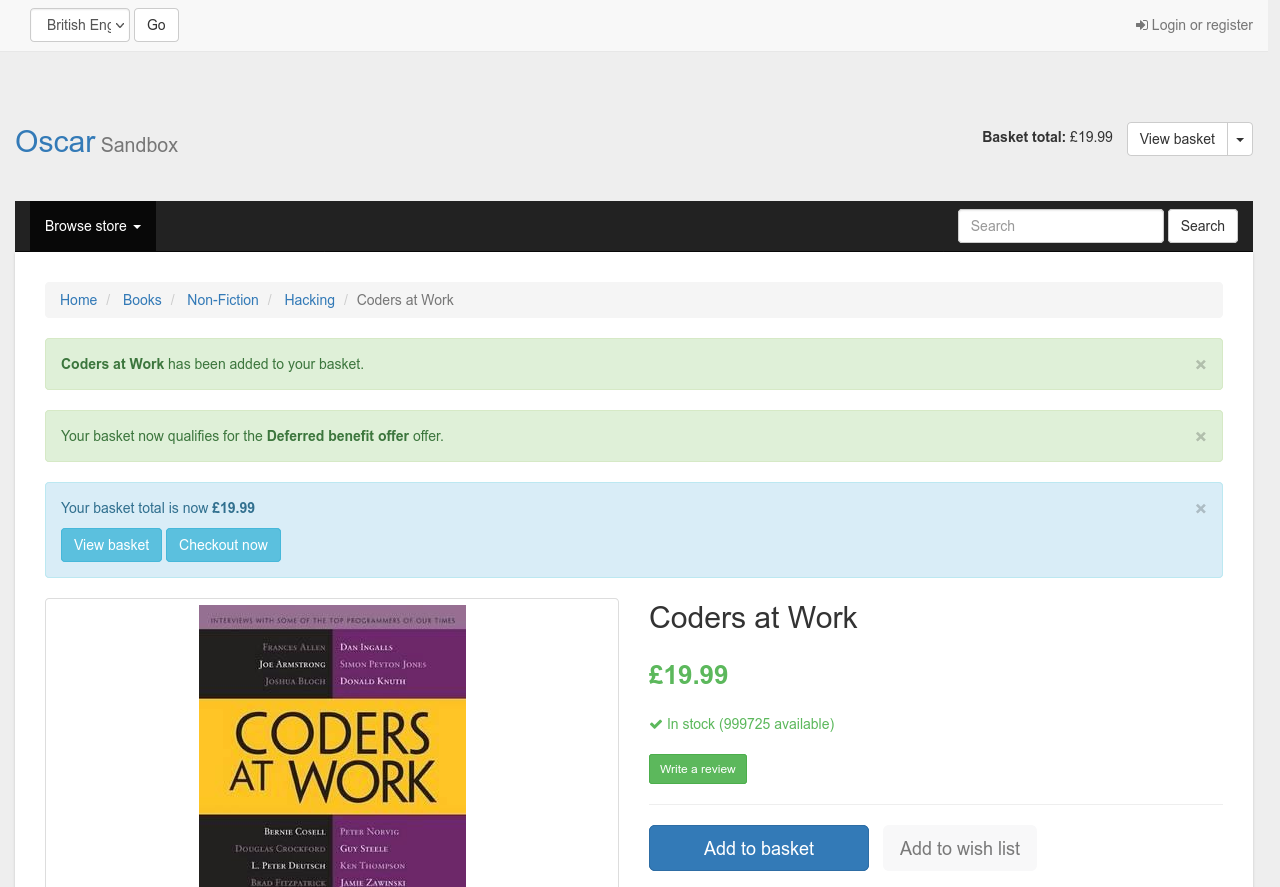 British Eng
Go
Login or register
Oscar Sandbox
Basket total: £19.99
View basket
Browse store
Search
Search
Home / Books / Non-Fiction / Hacking / Coders at Work
Coders at Work has been added to your basket.
×
Your basket now qualifies for the Deferred benefit offer offer.
×
Your basket total is now £19.99
×
View basket
Checkout now
INTERVIEWS WITH SOME OF THE TOP PROGRAMMERS OF OUR TIMES
FRANCES ALLEN
JOE ARMSTRONG
JOSHUA BLOCH
DAN INGALLS
SIMON PEYTON JONES
DONALD KNUTH
CODERS
AT WORK
BERNIE COSELL
DOUGLAS CROCKFORD
L. PETER DEUTSCH
BRAD FITZPATRICK
PETER NORVIG
GUY STEELE
KEN THOMPSON
JAMIE ZAWINSKI
Coders at Work
£19.99
In stock (999725 available)
Write a review
Add to basket
Add to wish list